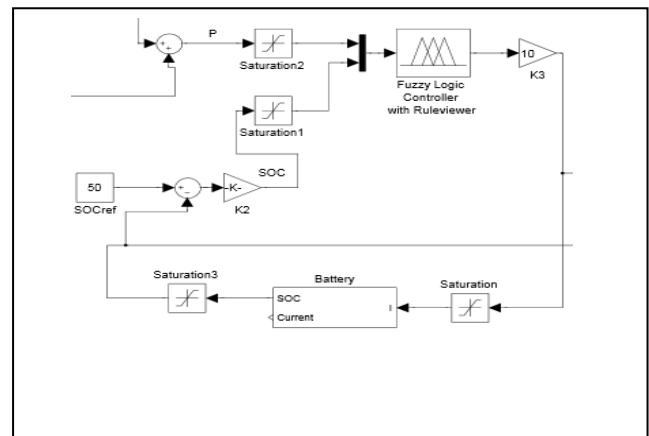 P
+
+
Saturation2
Fuzzy Logic
Controller
with Ruleviewer
10
K3
Saturation1
SOC
50
SOCref
+
−
-K-
K2
Saturation3
Battery
SOC
Current
I
Saturation